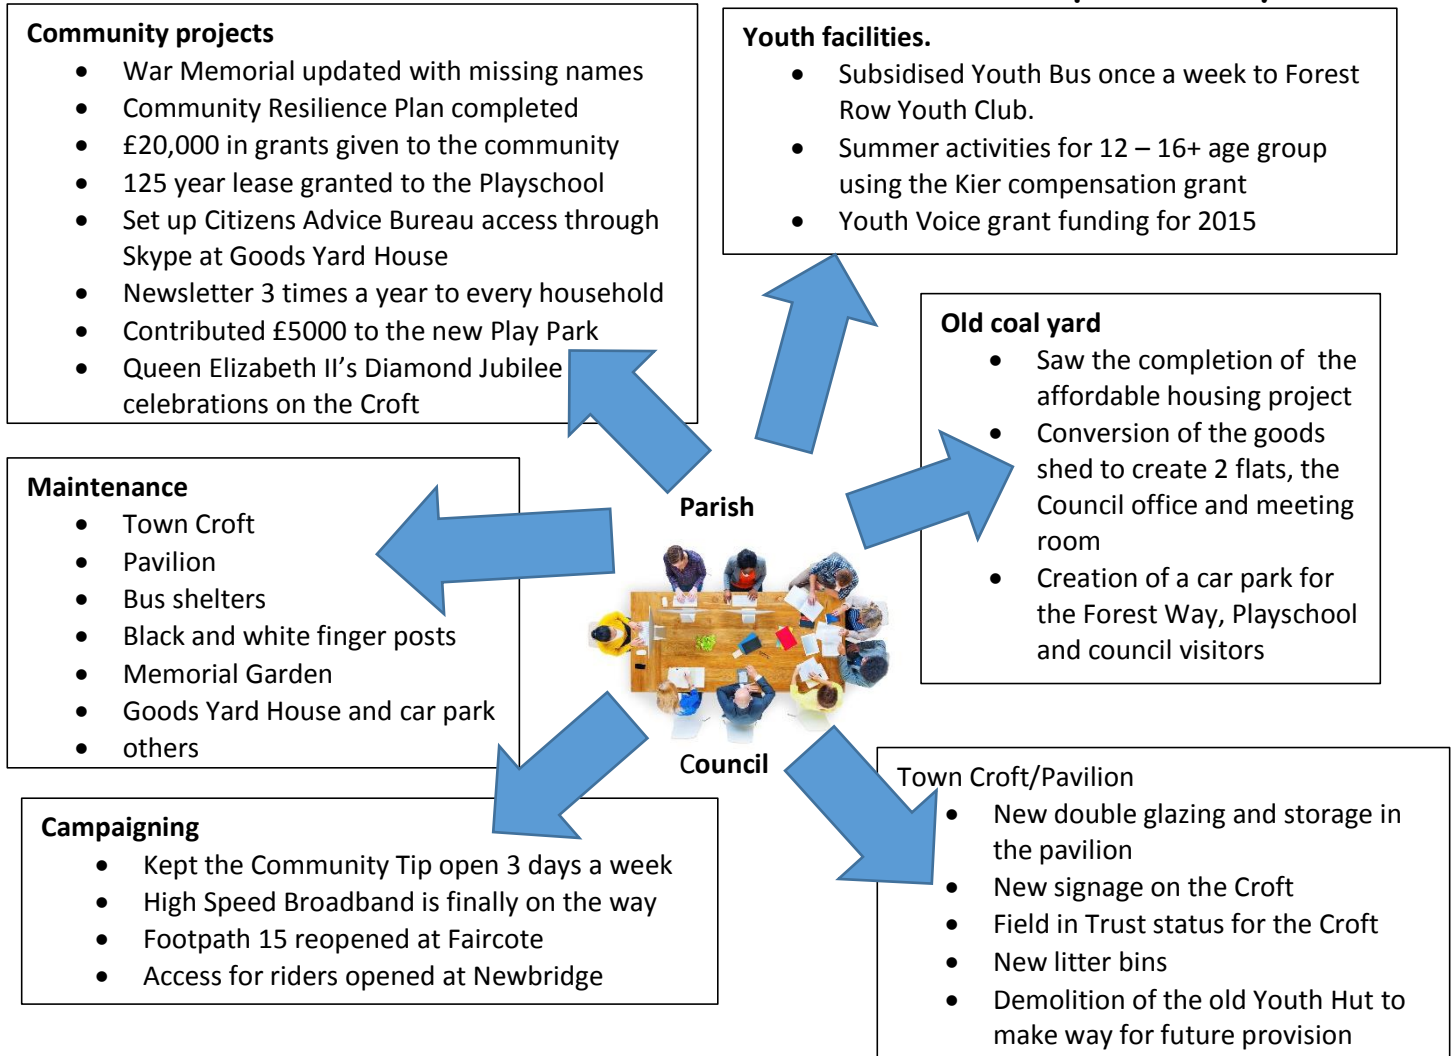 Community projects
• War Memorial updated with missing names
• Community Resilience Plan completed
• £20,000 in grants given to the community
• 125 year lease granted to the Playschool
• Set up Citizens Advice Bureau access through
Skype at Goods Yard House
• Newsletter 3 times a year to every household
• Contributed £5000 to the new Play Park
• Queen Elizabeth II’s Diamond Jubilee
celebrations on the Croft
Youth facilities.
• Subsidised Youth Bus once a week to Forest
Row Youth Club.
• Summer activities for 12 – 16+ age group
using the Kier compensation grant
• Youth Voice grant funding for 2015
Old coal yard
• Saw the completion of the
affordable housing project
• Conversion of the goods
shed to create 2 flats, the
Council office and meeting
room
• Creation of a car park for
the Forest Way, Playschool
and council visitors
Maintenance
• Town Croft
• Pavilion
• Bus shelters
• Black and white finger posts
• Memorial Garden
• Goods Yard House and car park
• others
Parish
Council
Campaigning
• Kept the Community Tip open 3 days a week
• High Speed Broadband is finally on the way
• Footpath 15 reopened at Faircote
• Access for riders opened at Newbridge
Town Croft/Pavilion
• New double glazing and storage in
the pavilion
• New signage on the Croft
• Field in Trust status for the Croft
• New litter bins
• Demolition of the old Youth Hut to
make way for future provision